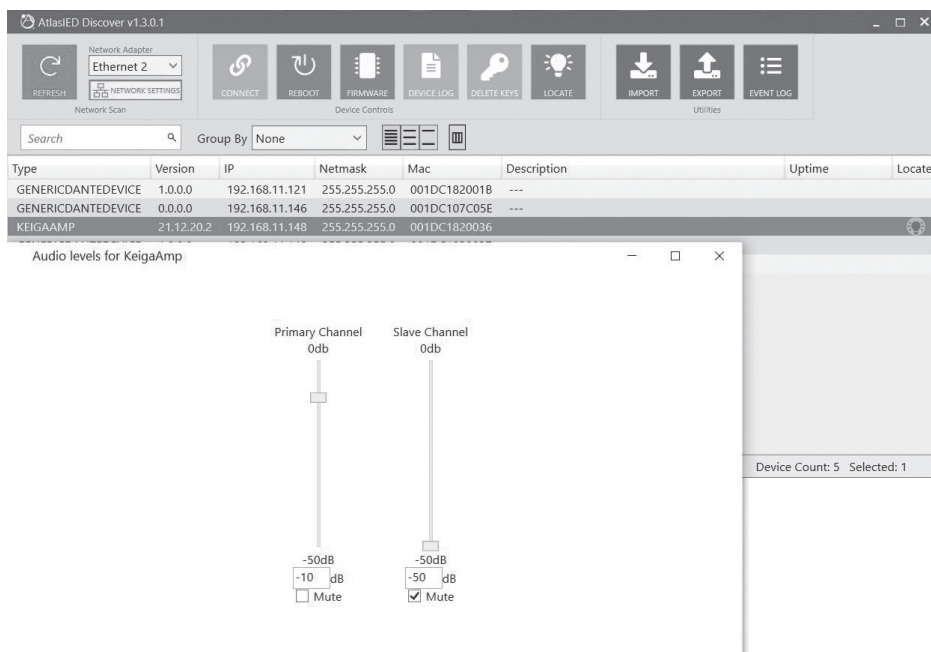 AtlasIED Discover v1.3.0.1
Network Adapter
Ethernet 2
REFRESH
NETWORK SETTINGS
Network Scan
CONNECT REBOOT FIRMWARE DEVICE LOG DELETE KEYS LOCATE
Device Controls
IMPORT EXPORT EVENT LOG
Utilities
Search Group By None
Type Version IP Netmask Mac Description Uptime Locate
GENERICDANTEDEVICE 1.0.0.0 192.168.11.121 255.255.255.0 001DC182001B ---
GENERICDANTEDEVICE 0.0.0.0 192.168.11.146 255.255.255.0 001DC107C05E ---
KEIGAAMP 21.12.20.2 192.168.11.148 255.255.255.0 001DC1820036
Audio levels for KeigaAmp
Primary Channel Slave Channel
0db 0db
-50dB -50dB
-10 dB -50 dB
Mute Mute
Device Count: 5 Selected: 1